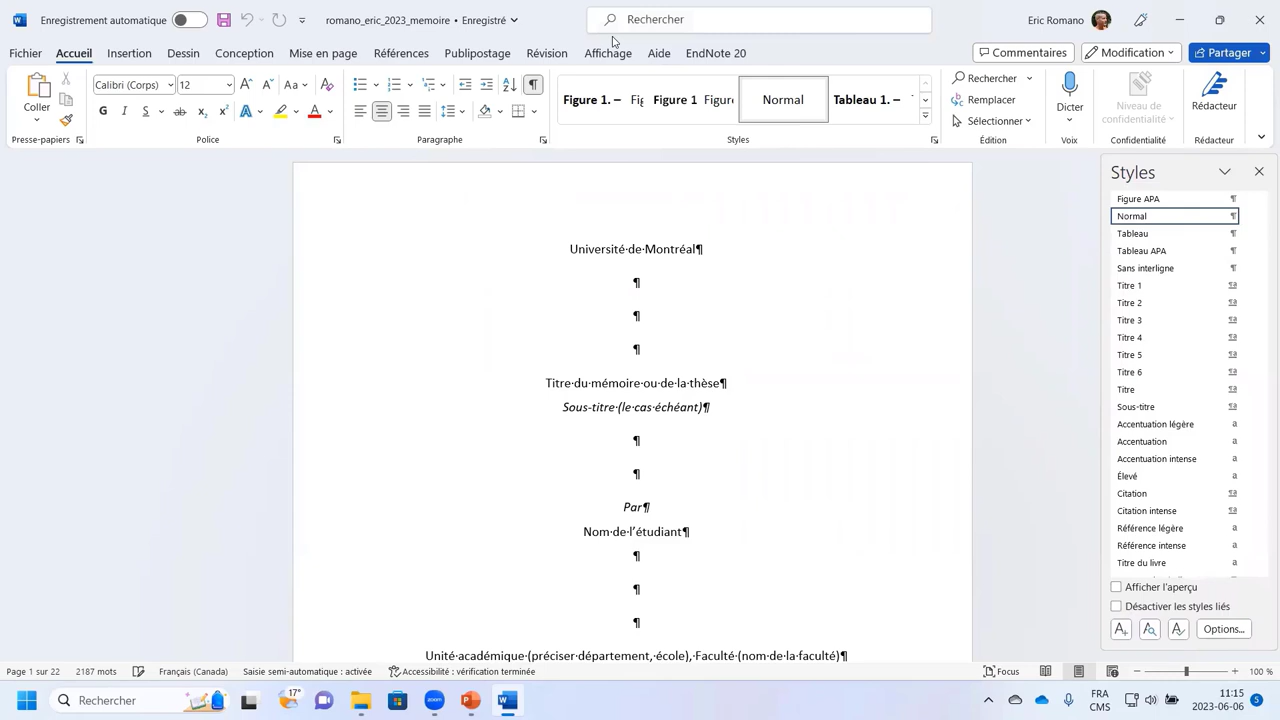 Enregistrement automatique
romano_eric_2023_memoire • Enregistré
Rechercher
Eric Romano
Fichier Accueil Insertion Dessin Conception Mise en page Références Publipostage Révision Affichage Aide EndNote 20
Commentaires Modification Partager
Coller
Calibri (Corps) 12
Aa
G I S ab x₂ x²
Figure 1. – Fig Figure 1 Figure Normal Tableau 1. –
Rechercher
Remplacer
Sélectionner
Dicter
Niveau de
confidentialité
Rédacteur
Presse-papiers Police Paragraphe Styles Édition Voix Confidentialité Rédacteur
Université·de·Montréal¶
¶
¶
¶
Titre·du·mémoire·ou·de·la·thèse¶
Sous-titre·(le·cas·échéant)¶
¶
¶
Par¶
Nom·de·l’étudiant¶
¶
¶
¶
Unité·académique·(préciser·département,·école),·Faculté·(nom·de·la·faculté)¶
Styles
Figure APA ¶
Normal ¶
Tableau ¶
Tableau APA ¶
Sans interligne ¶
Titre 1 ¶a
Titre 2 ¶a
Titre 3 ¶a
Titre 4 ¶a
Titre 5 ¶a
Titre 6 ¶a
Titre ¶a
Sous-titre ¶a
Accentuation légère a
Accentuation a
Accentuation intense a
Élevé a
Citation ¶a
Citation intense ¶a
Référence légère a
Référence intense a
Titre du livre a
Afficher l’aperçu
Désactiver les styles liés
Options...
Page 1 sur 22 2187 mots Français (Canada) Saisie semi-automatique : activée Accessibilité : vérification terminée Focus 100 %
Rechercher
17°
zoom
FRA
CMS
11:15
2023-06-06
5